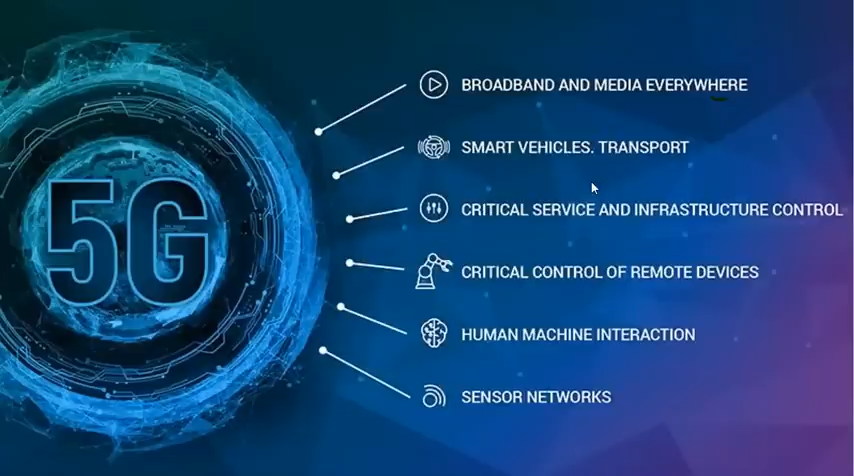 5G
BROADBAND AND MEDIA EVERYWHERE
SMART VEHICLES. TRANSPORT
CRITICAL SERVICE AND INFRASTRUCTURE CONTROL
CRITICAL CONTROL OF REMOTE DEVICES
HUMAN MACHINE INTERACTION
SENSOR NETWORKS